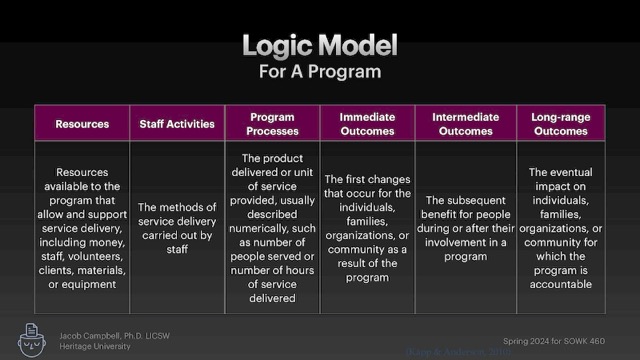 Logic Model
For A Program
Resources
Staff Activities
Program
Processes
Immediate
Outcomes
Intermediate
Outcomes
Long-range
Outcomes
Resources
available to the
program that
allow and support
service delivery,
including money,
staff, volunteers,
clients, materials,
or equipment
The methods of
service delivery
carried out by
staff
The product
delivered or unit
of service
provided, usually
described
numerically, such
as number of
people served or
number of hours
of service
delivered
The first changes
that occur for the
individuals,
families,
organizations, or
community as a
result of the
program
The subsequent
benefit for people
during or after their
involvement in a
program
The eventual
impact on
individuals,
families,
organizations, or
community for
which the
program is
accountable
Jacob Campbell, Ph.D. LICSW
Heritage University
Spring 2024 for SOWK 460